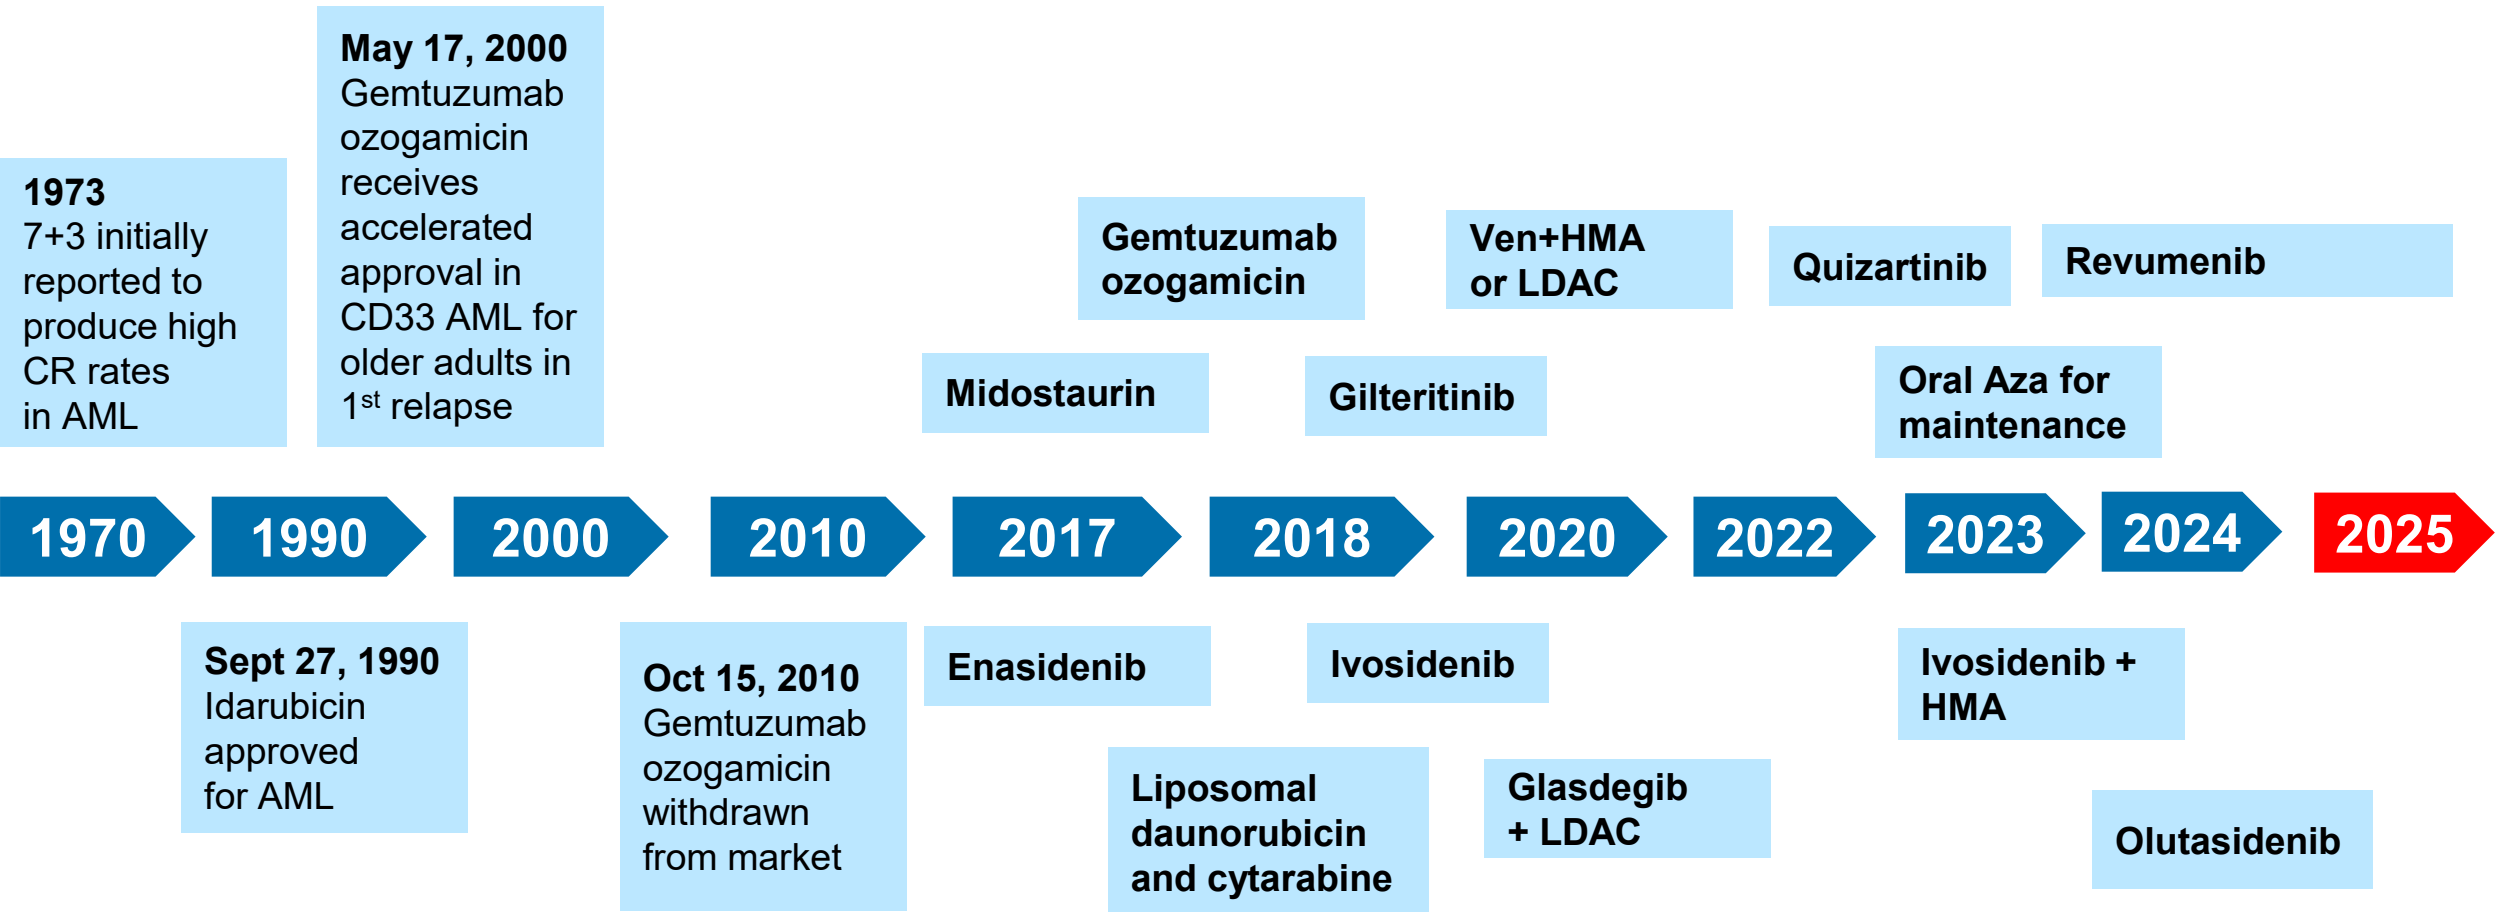 May 17, 2000
Gemtuzumab
ozogamicin
receives
accelerated
approval in
CD33 AML for
older adults in
1st relapse
1973
7+3 initially
reported to
produce high
CR rates
in AML
Gemtuzumab
ozogamicin
Ven+HMA
or LDAC
Quizartinib
Revumenib
Midostaurin
Gilteritinib
Oral Aza for
maintenance
1970
1990
2000
2010
2017
2018
2020
2022
2023
2024
2025
Sept 27, 1990
Idarubicin
approved
for AML
Oct 15, 2010
Gemtuzumab
ozogamicin
withdrawn
from market
Enasidenib
Ivosidenib
Ivosidenib +
HMA
Liposomal
daunorubicin
and cytarabine
Glasdegib
+ LDAC
Olutasidenib